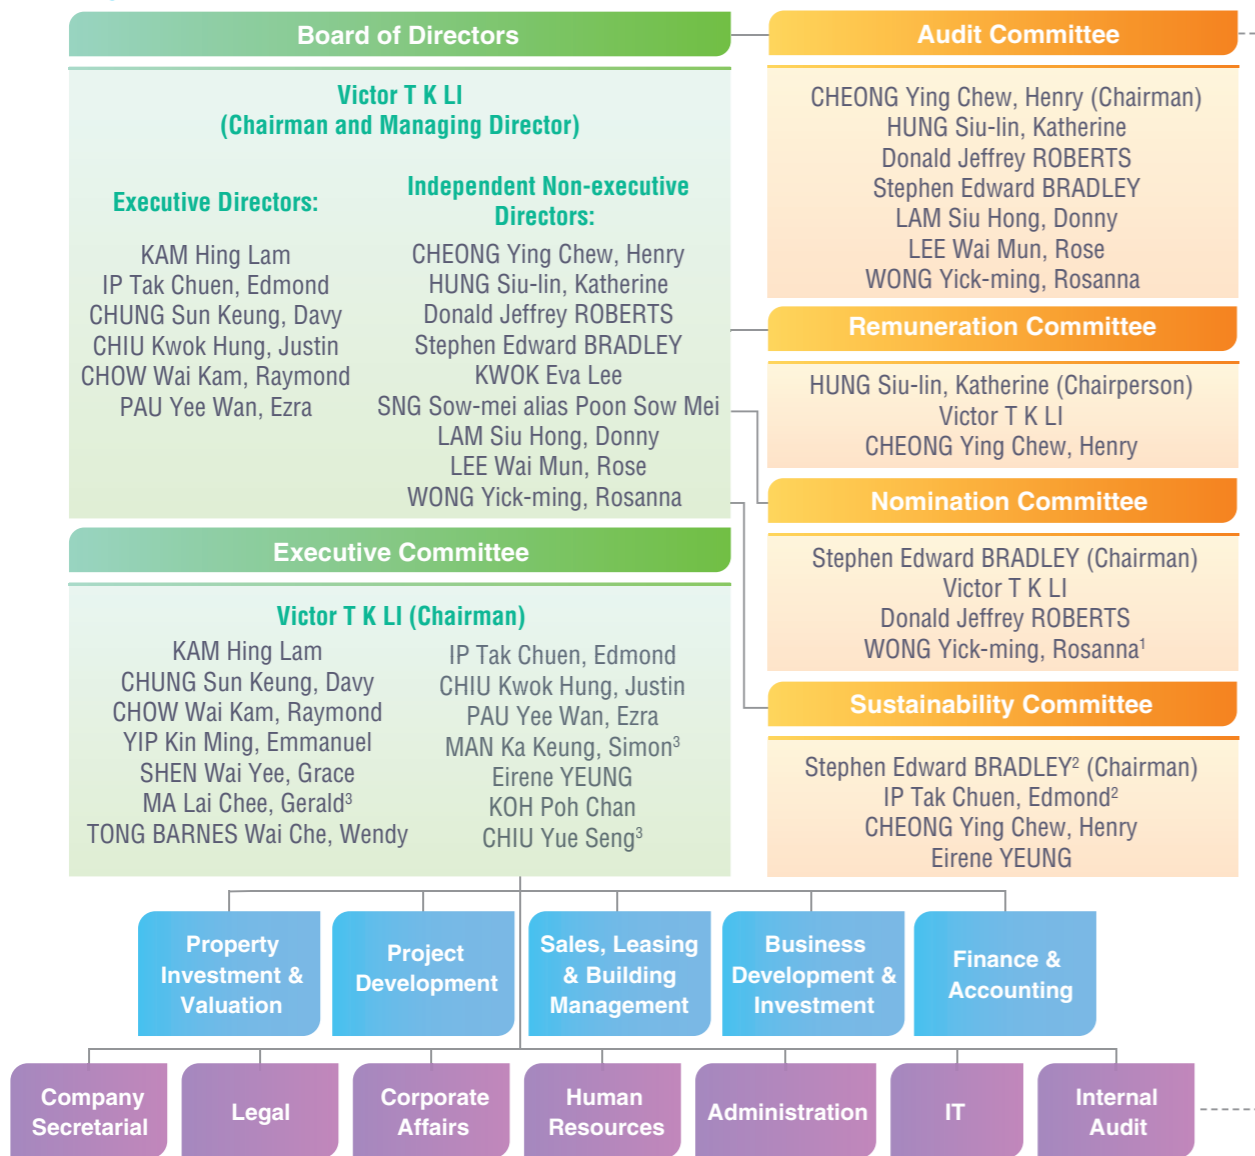 Board of Directors
Victor T K LI
(Chairman and Managing Director)
Executive Directors:
KAM Hing Lam
IP Tak Chuen, Edmond
CHUNG Sun Keung, Davy
CHIU Kwok Hung, Justin
CHOW Wai Kam, Raymond
PAU Yee Wan, Ezra
Independent Non-executive
Directors:
CHEONG Ying Chew, Henry
HUNG Siu-lin, Katherine
Donald Jeffrey ROBERTS
Stephen Edward BRADLEY
KWOK Eva Lee
SNG Sow-mei alias Poon Sow Mei
LAM Siu Hong, Donny
LEE Wai Mun, Rose
WONG Yick-ming, Rosanna
Audit Committee
CHEONG Ying Chew, Henry (Chairman)
HUNG Siu-lin, Katherine
Donald Jeffrey ROBERTS
Stephen Edward BRADLEY
LAM Siu Hong, Donny
LEE Wai Mun, Rose
WONG Yick-ming, Rosanna
Remuneration Committee
HUNG Siu-lin, Katherine (Chairperson)
Victor T K LI
CHEONG Ying Chew, Henry
Nomination Committee
Stephen Edward BRADLEY (Chairman)
Victor T K LI
Donald Jeffrey ROBERTS
WONG Yick-ming, Rosanna¹
Sustainability Committee
Stephen Edward BRADLEY² (Chairman)
IP Tak Chuen, Edmond²
CHEONG Ying Chew, Henry
Eirene YEUNG
Executive Committee
Victor T K LI (Chairman)
KAM Hing Lam
CHUNG Sun Keung, Davy
CHOW Wai Kam, Raymond
YIP Kin Ming, Emmanuel
SHEN Wai Yee, Grace
MA Lai Chee, Gerald³
TONG BARNES Wai Che, Wendy
IP Tak Chuen, Edmond
CHIU Kwok Hung, Justin
PAU Yee Wan, Ezra
MAN Ka Keung, Simon³
Eirene YEUNG
KOH Poh Chan
CHIU Yue Seng³
Property
Investment &
Valuation
Project
Development
Sales, Leasing
& Building
Management
Business
Development &
Investment
Finance &
Accounting
Company
Secretarial
Legal
Corporate
Affairs
Human
Resources
Administration
IT
Internal
Audit